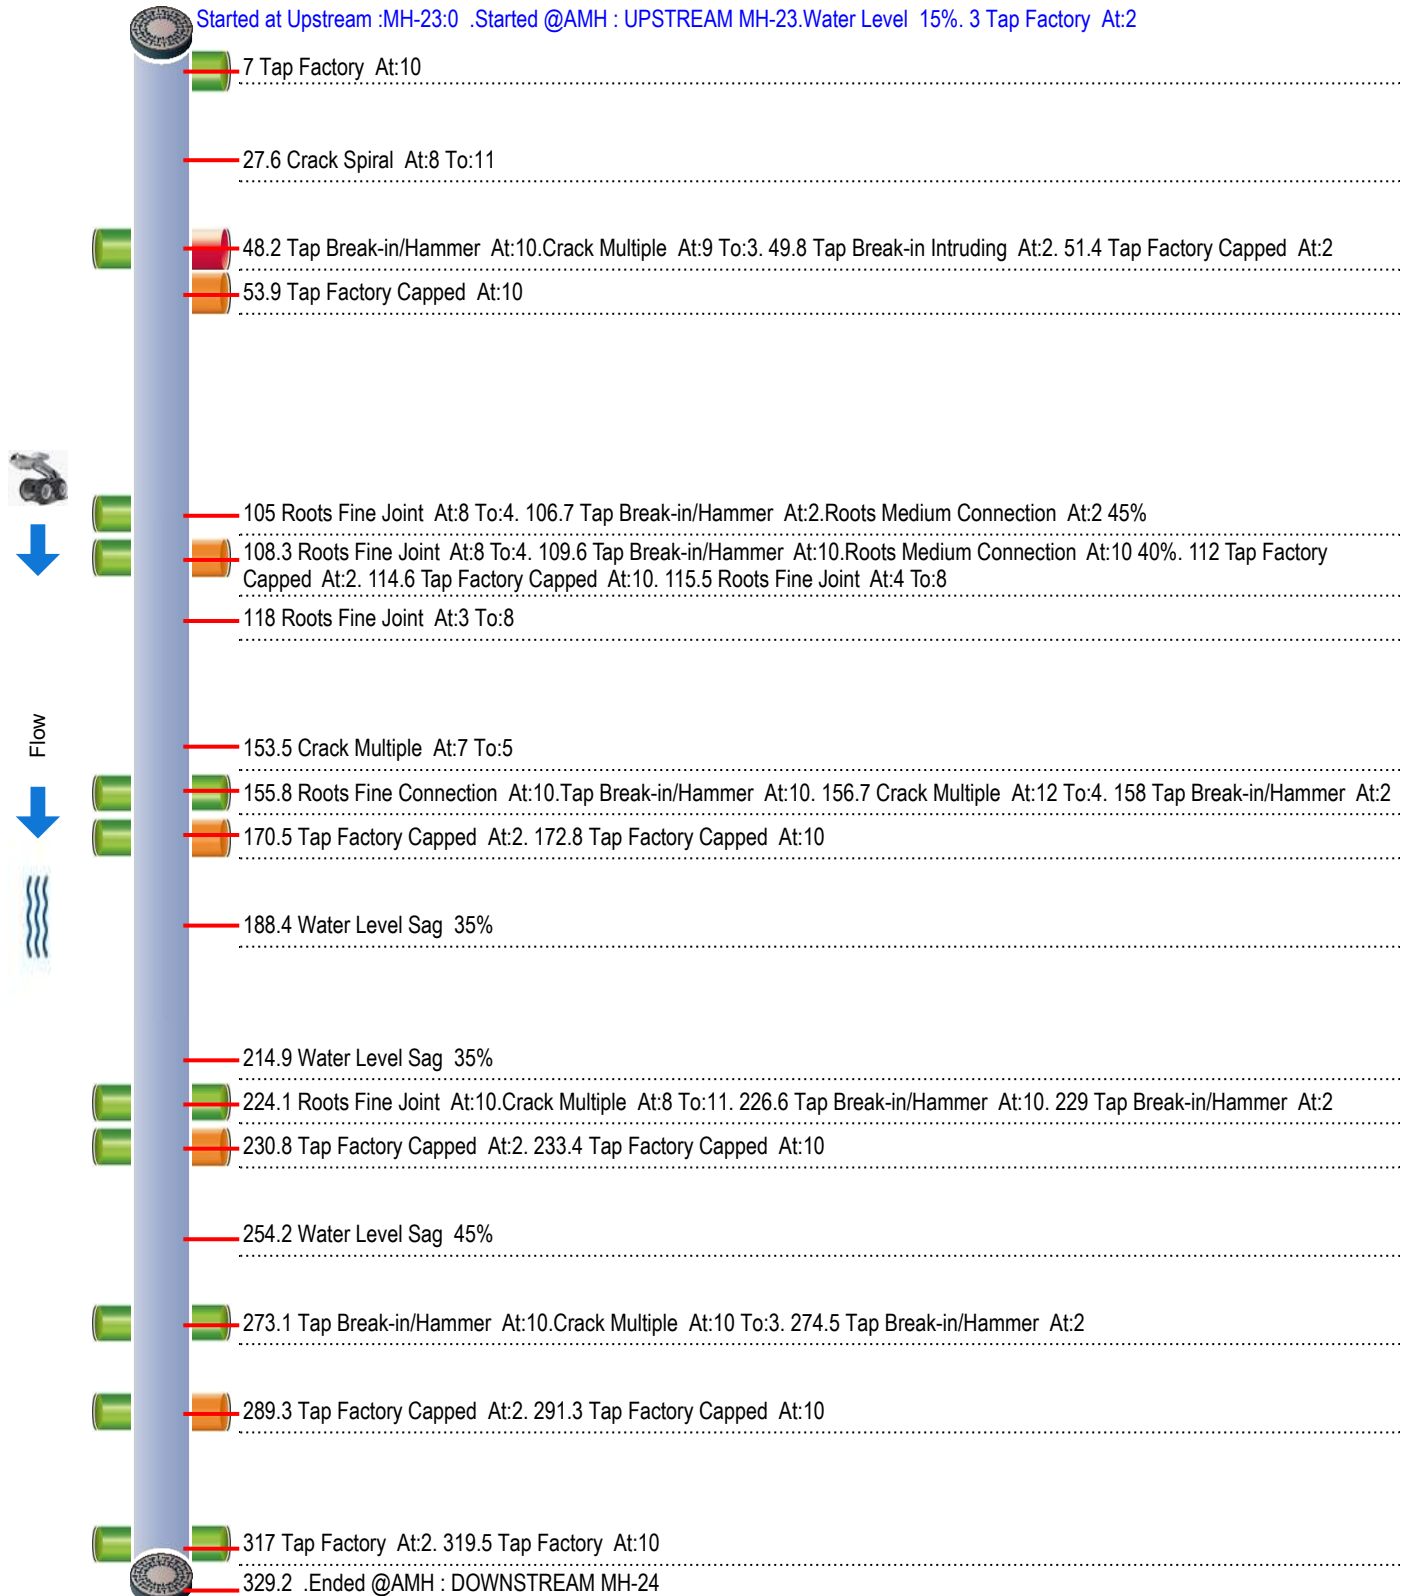 Started at Upstream :MH-23:0 .Started @AMH : UPSTREAM MH-23.Water Level 15%. 3 Tap Factory At:2
7 Tap Factory At:10
27.6 Crack Spiral At:8 To:11
48.2 Tap Break-in/Hammer At:10.Crack Multiple At:9 To:3. 49.8 Tap Break-in Intruding At:2. 51.4 Tap Factory Capped At:2
53.9 Tap Factory Capped At:10
105 Roots Fine Joint At:8 To:4. 106.7 Tap Break-in/Hammer At:2.Roots Medium Connection At:2 45%
108.3 Roots Fine Joint At:8 To:4. 109.6 Tap Break-in/Hammer At:10.Roots Medium Connection At:10 40%. 112 Tap Factory
Capped At:2. 114.6 Tap Factory Capped At:10. 115.5 Roots Fine Joint At:4 To:8
118 Roots Fine Joint At:3 To:8
Flow
153.5 Crack Multiple At:7 To:5
155.8 Roots Fine Connection At:10.Tap Break-in/Hammer At:10. 156.7 Crack Multiple At:12 To:4. 158 Tap Break-in/Hammer At:2
170.5 Tap Factory Capped At:2. 172.8 Tap Factory Capped At:10
188.4 Water Level Sag 35%
214.9 Water Level Sag 35%
224.1 Roots Fine Joint At:10.Crack Multiple At:8 To:11. 226.6 Tap Break-in/Hammer At:10. 229 Tap Break-in/Hammer At:2
230.8 Tap Factory Capped At:2. 233.4 Tap Factory Capped At:10
254.2 Water Level Sag 45%
273.1 Tap Break-in/Hammer At:10.Crack Multiple At:10 To:3. 274.5 Tap Break-in/Hammer At:2
289.3 Tap Factory Capped At:2. 291.3 Tap Factory Capped At:10
317 Tap Factory At:2. 319.5 Tap Factory At:10
329.2 .Ended @AMH : DOWNSTREAM MH-24